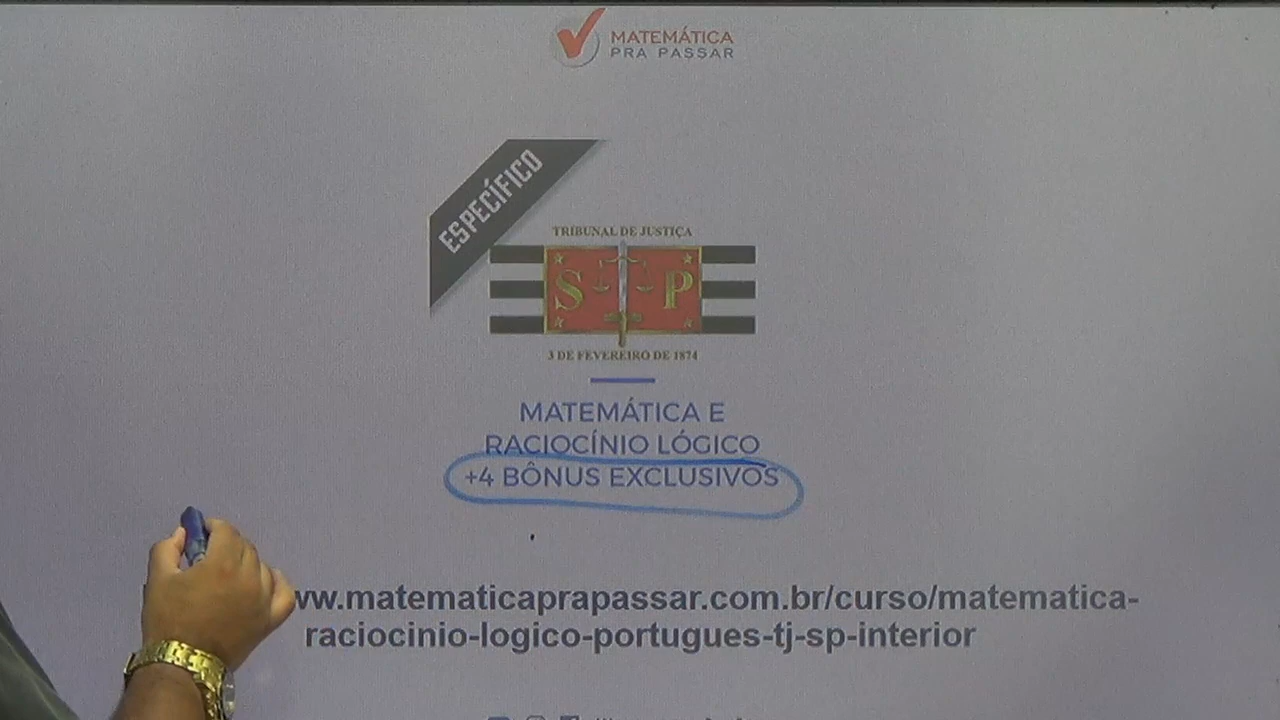 MATEMÁTICA
PRA PASSAR
ESPECÍFICO
TRIBUNAL DE JUSTIÇA
S P
3 DE FEVEREIRO DE 1874
MATEMÁTICA E
RACIOCÍNIO LÓGICO
+4 BÔNUS EXCLUSIVOS
ww.matematicaprapassar.com.br/curso/matematica-
raciocinio-logico-portugues-tj-sp-interior